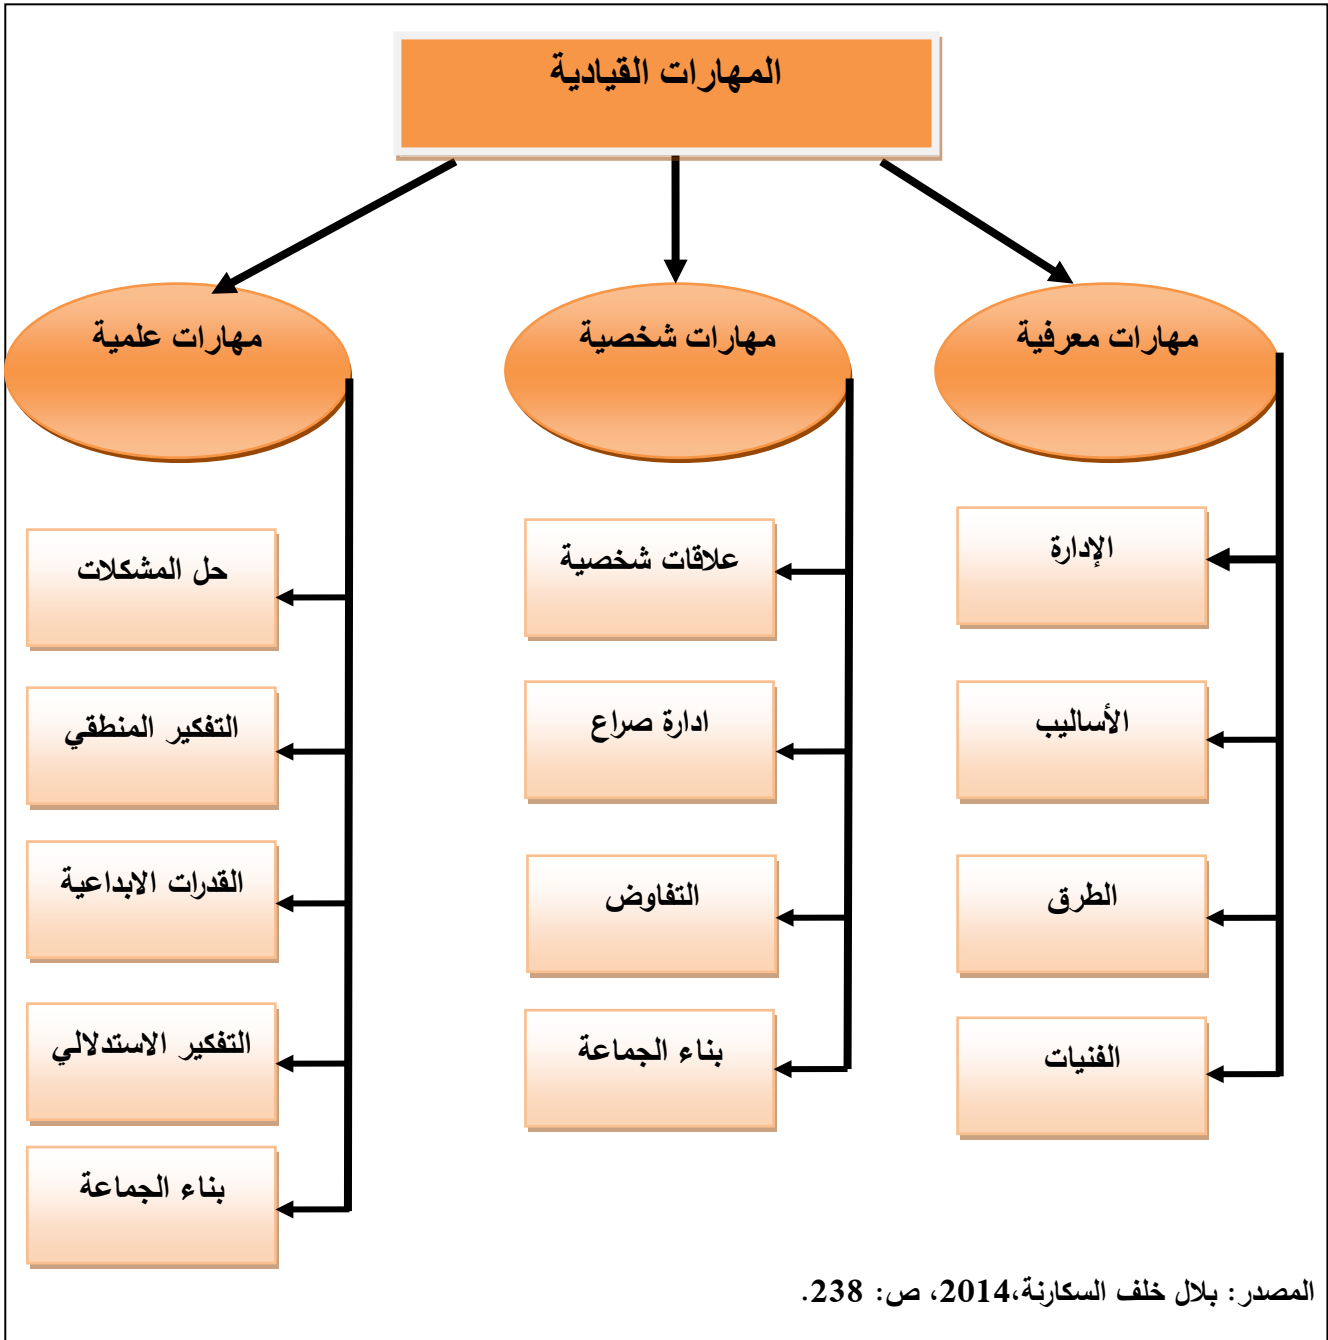 المهارات القيادية
مهارات معرفية
مهارات شخصية
مهارات علمية
الإدارة
الأساليب
الطرق
الفنيات
علاقات شخصية
ادارة صراع
التفاوض
بناء الجماعة
حل المشكلات
التفكير المنطقي
القدرات الابداعية
التفكير الاستدلالي
بناء الجماعة
المصدر: بلال خلف السكارنة،2014، ص: 238.